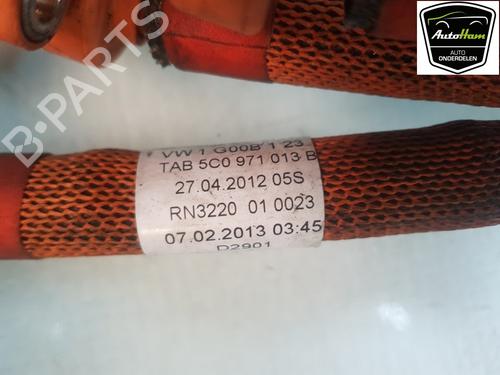 AutoHam
AUTO
ONDERDELEN
B-PARTS
VW 1 G00B 1 23
TAB 5C0 971 013 B
27.04.2012 05S
RN3220 01 0023
07.02.2013 03:45
D2901